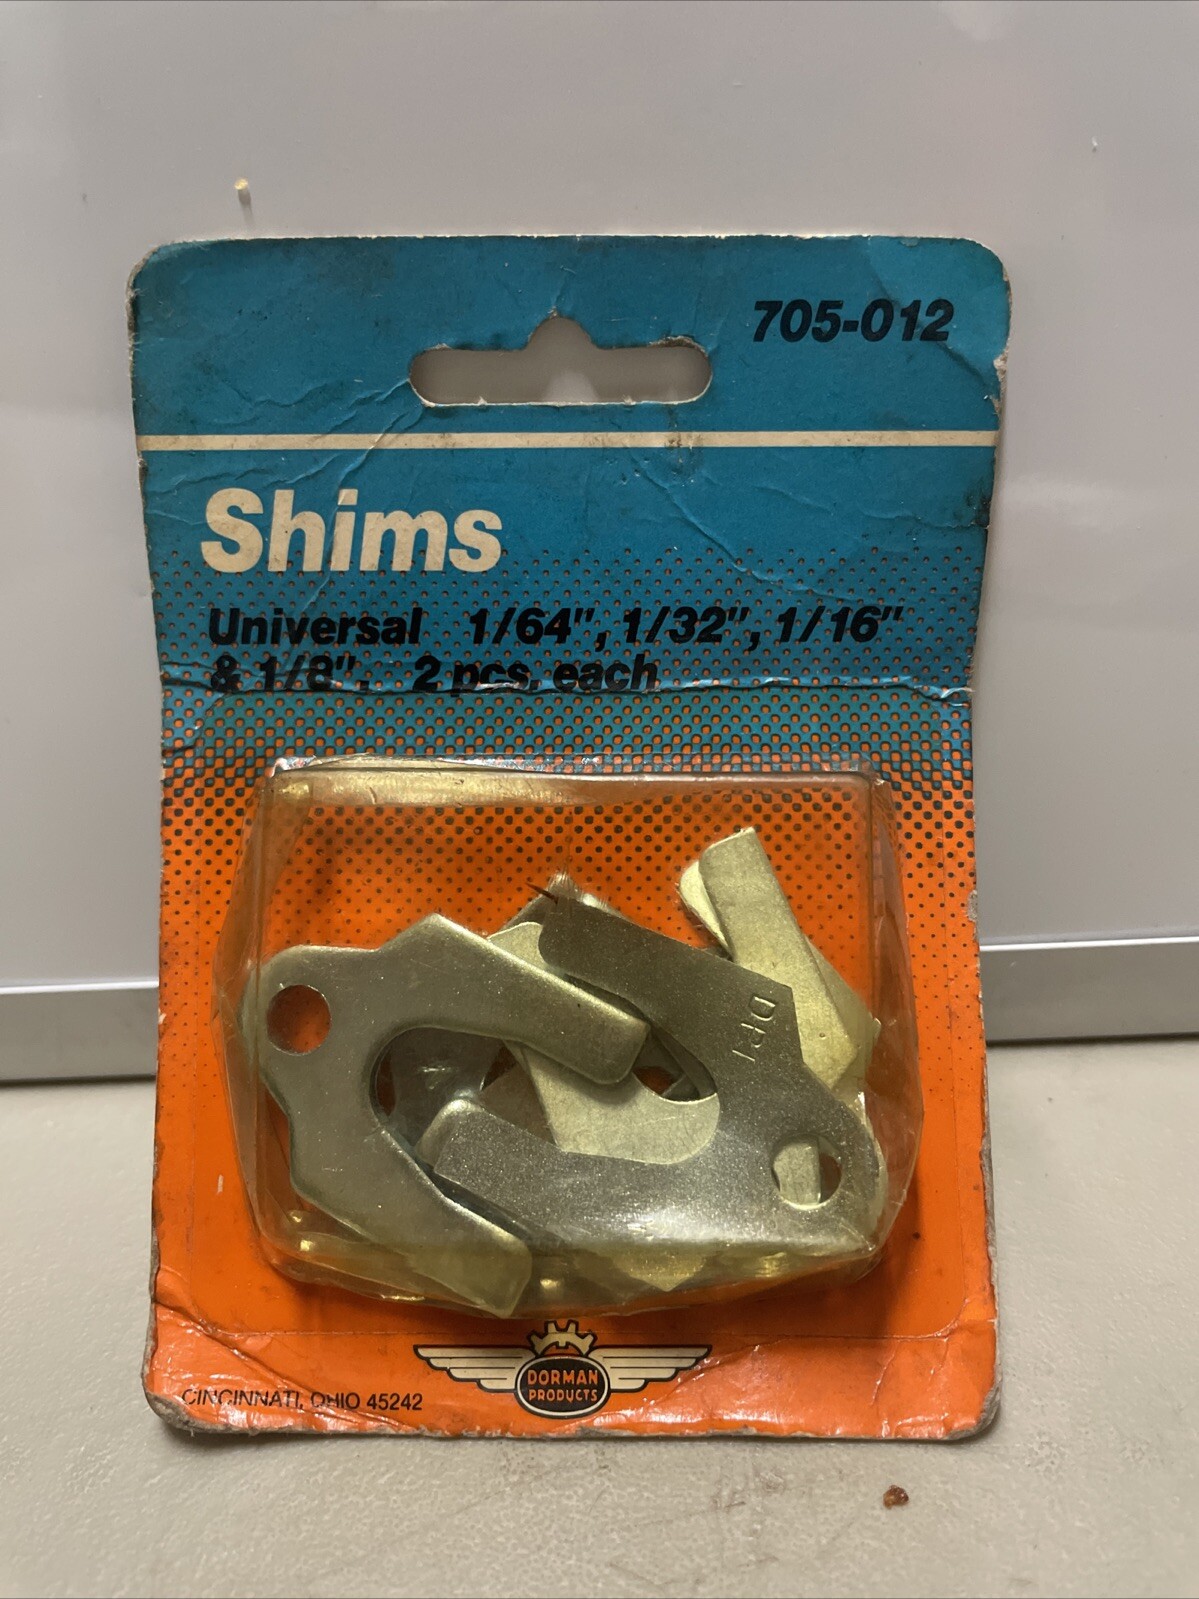 705-012
Shims
Universal 1/64", 1/32", 1/16"
& 1/8". 2 pcs. each
DPI
DORMAN
PRODUCTS
CINCINNATI, OHIO 45242